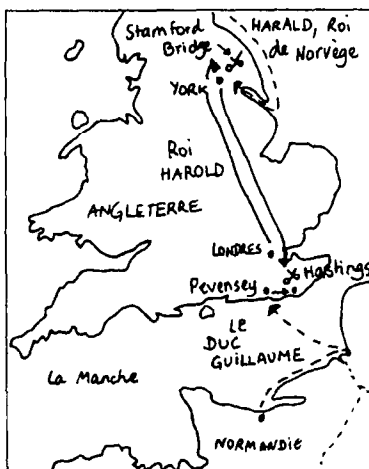 Stamford
Bridge
HARALD, Roi
de Norvège
YORK
Roi
HAROLD
ANGLETERRE
LONDRES
Hastings
Pevensey
LE
DUC
GUILLAUME
La Manche
NORMANDIE